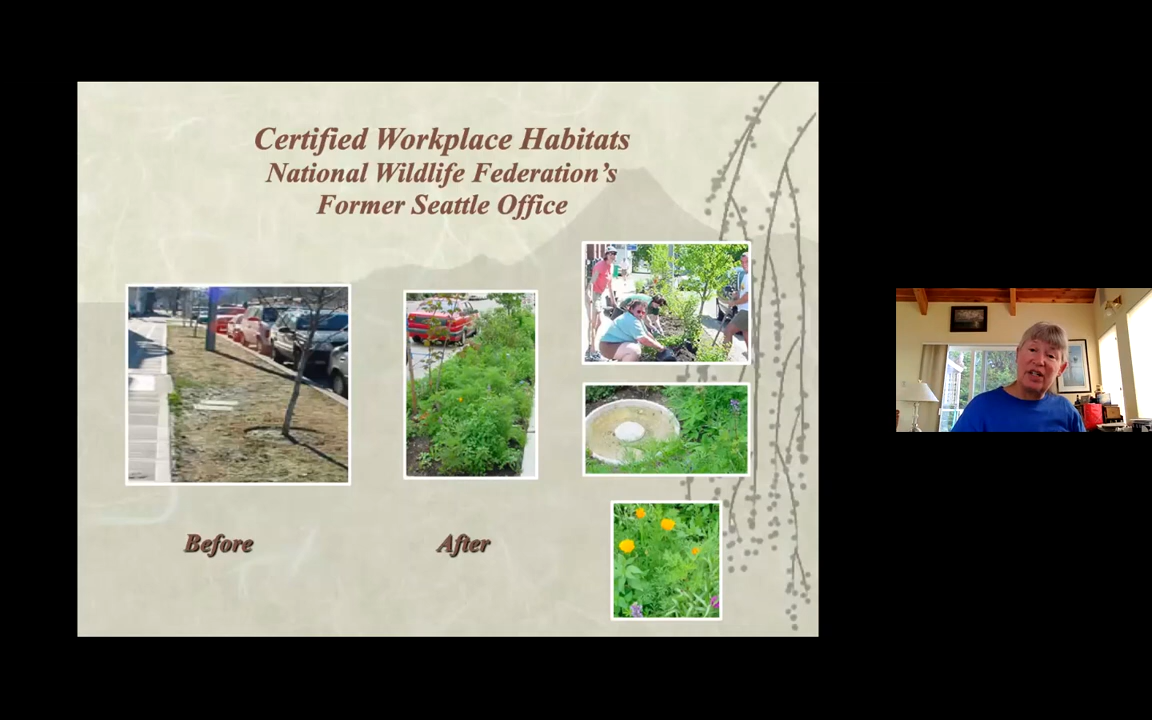 Certified Workplace Habitats
National Wildlife Federation’s
Former Seattle Office
Before
After